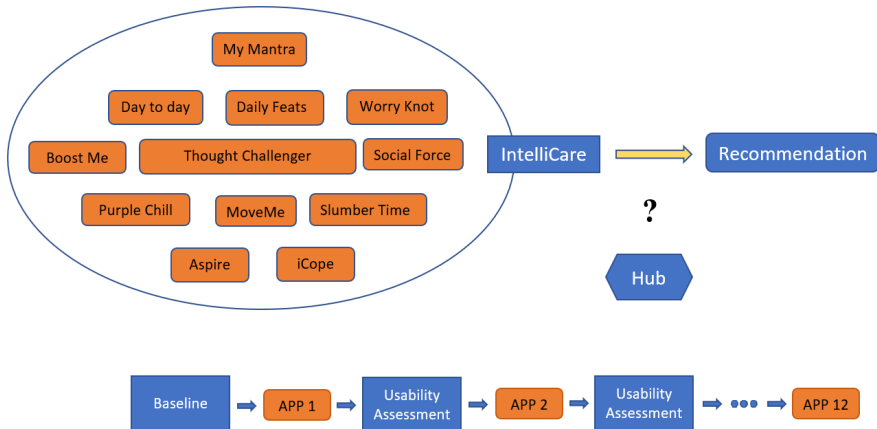 My Mantra
Day to day
Daily Feats
Worry Knot
Boost Me
Thought Challenger
Social Force
IntelliCare
Recommendation
Purple Chill
MoveMe
Slumber Time
?
Aspire
iCope
Hub
Baseline
APP 1
Usability
Assessment
APP 2
Usability
Assessment
APP 12